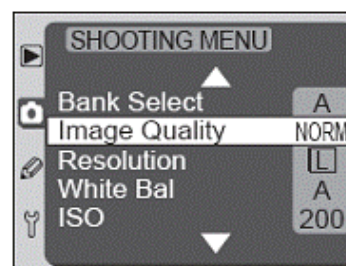 SHOOTING MENU
Bank Select A
Image Quality NORM
Resolution L
White Bal A
ISO 200